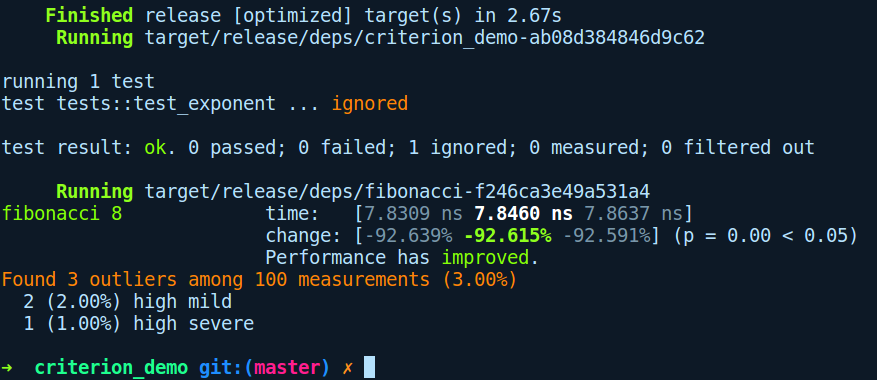 Finished release [optimized] target(s) in 2.67s
Running target/release/deps/criterion_demo-ab08d384846d9c62
running 1 test
test tests::test_exponent ... ignored
test result: ok. 0 passed; 0 failed; 1 ignored; 0 measured; 0 filtered out
Running target/release/deps/fibonacci-f246ca3e49a531a4
fibonacci 8 time: [7.8309 ns 7.8460 ns 7.8637 ns]
change: [-92.639% -92.615% -92.591%] (p = 0.00 < 0.05)
Performance has improved.
Found 3 outliers among 100 measurements (3.00%)
2 (2.00%) high mild
1 (1.00%) high severe
➜ criterion_demo git:(master) ✗